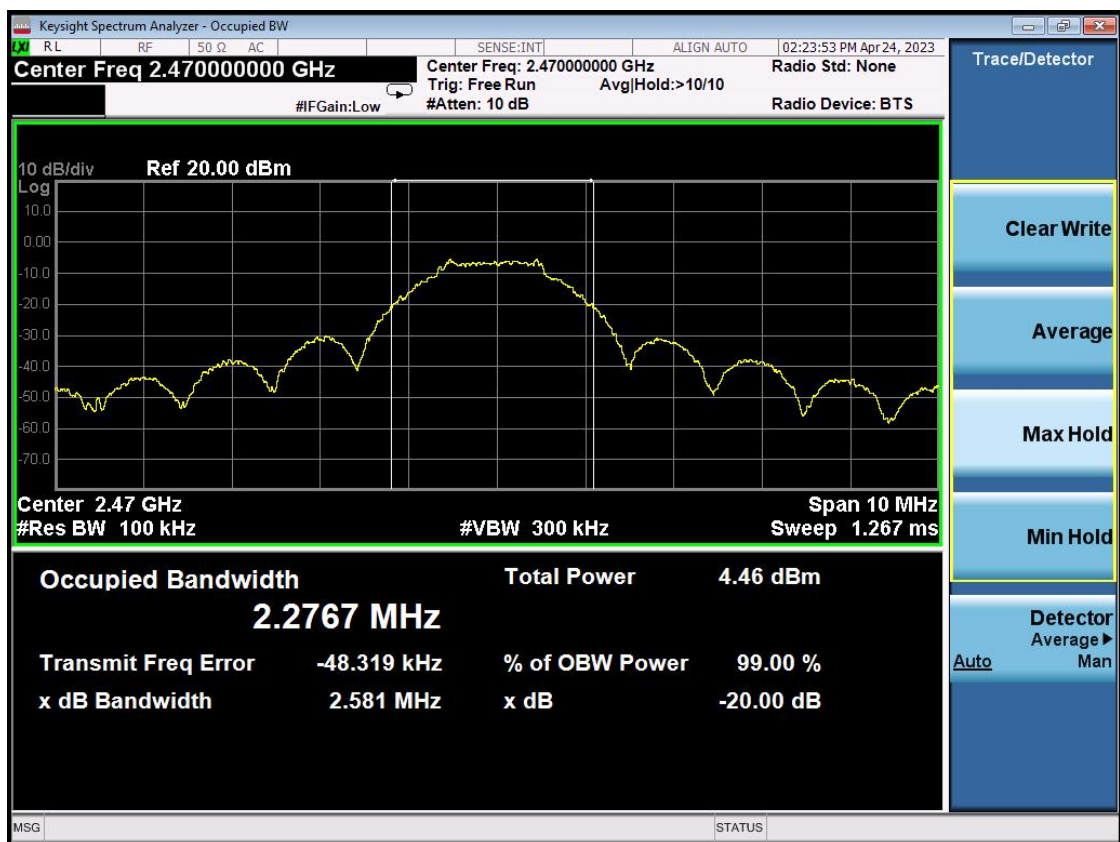 Keysight Spectrum Analyzer - Occupied BW
LXI RL RF 50 Ω AC SENSE:INT ALIGN AUTO 02:23:53 PM Apr 24, 2023
Center Freq 2.470000000 GHz
Center Freq: 2.470000000 GHz Radio Std: None
Trig: Free Run Avg|Hold:>10/10
#IFGain:Low #Atten: 10 dB Radio Device: BTS
10 dB/div Ref 20.00 dBm
Log
10.0
0.00
-10.0
-20.0
-30.0
-40.0
-50.0
-60.0
-70.0
Center 2.47 GHz Span 10 MHz
#Res BW 100 kHz #VBW 300 kHz Sweep 1.267 ms
Occupied Bandwidth Total Power 4.46 dBm
2.2767 MHz
Transmit Freq Error -48.319 kHz % of OBW Power 99.00 %
x dB Bandwidth 2.581 MHz x dB -20.00 dB
MSG STATUS
Trace/Detector
Clear Write
Average
Max Hold
Min Hold
Detector
Average▶
Auto Man